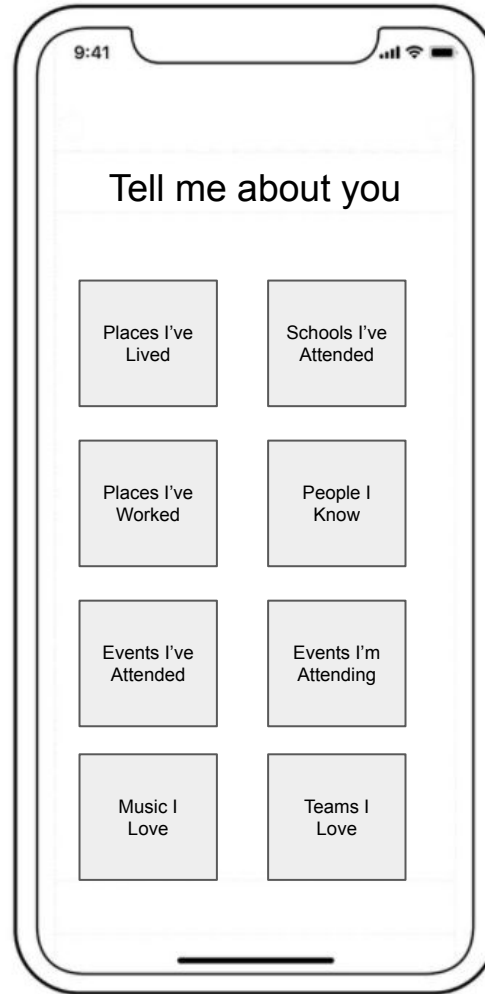 9:41
Tell me about you
Places I’ve
Lived
Schools I’ve
Attended
Places I’ve
Worked
People I
Know
Events I’ve
Attended
Events I’m
Attending
Music I
Love
Teams I
Love